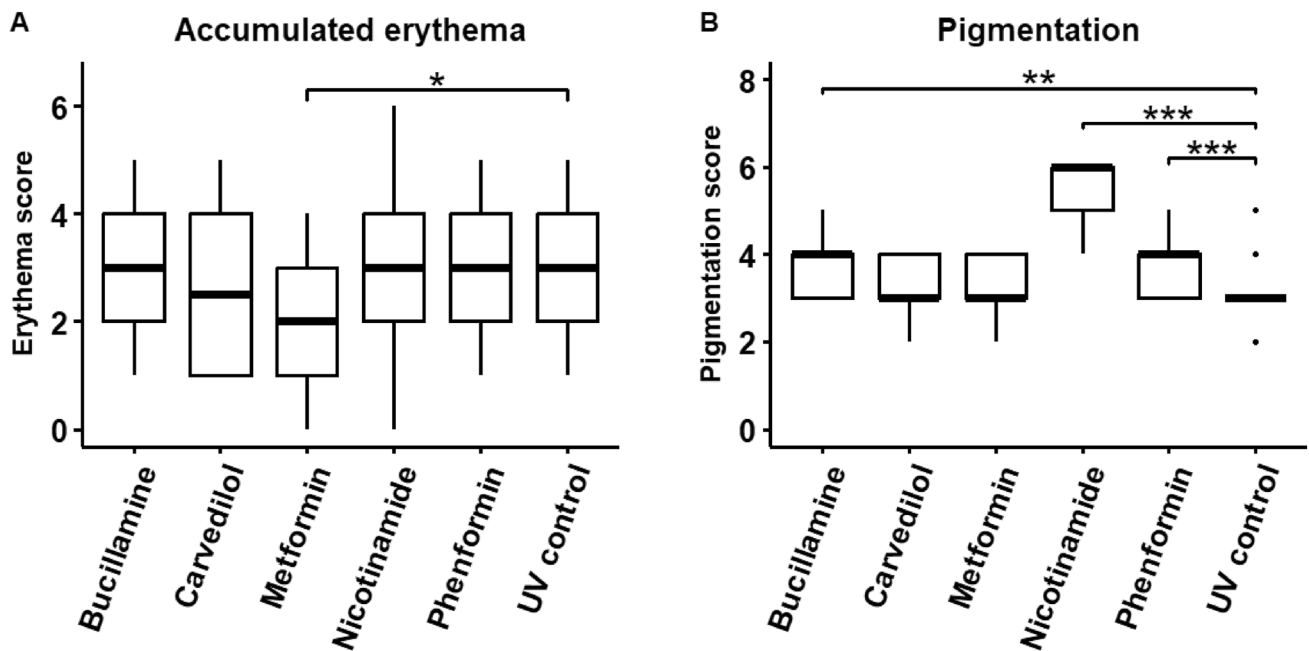 A
Accumulated erythema
Erythema score
6
4
2
0
*
Bucillamine
Carvedilol
Metformin
Nicotinamide
Phenformin
UV control
B
Pigmentation
Pigmentation score
8
6
4
2
0
**
***
***
Bucillamine
Carvedilol
Metformin
Nicotinamide
Phenformin
UV control